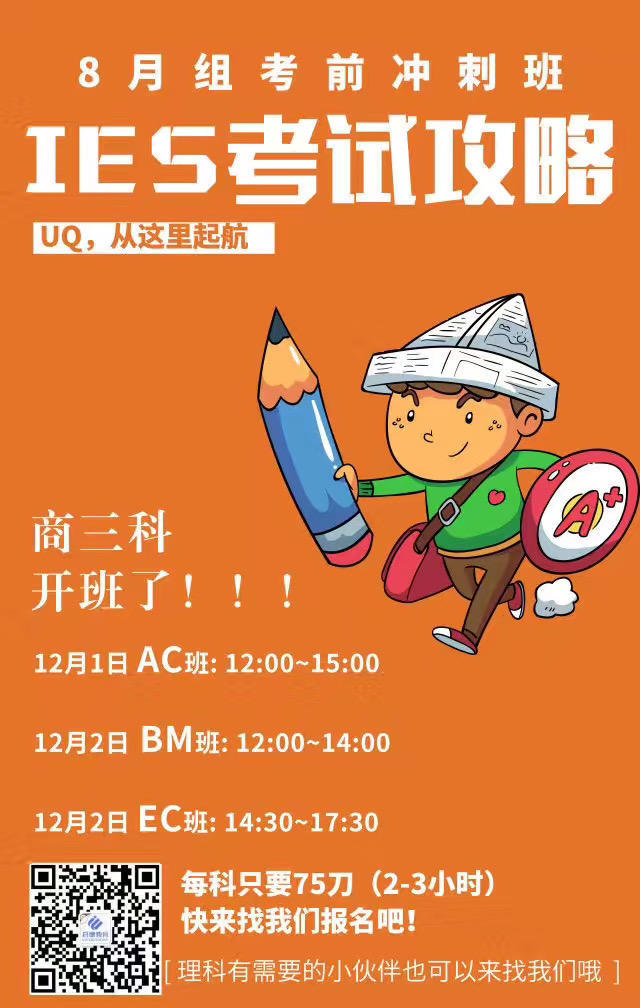 8月组考前冲刺班
IES考试攻略
UQ，从这里起航
A+
商三科
开班了！！！
12月1日 AC班: 12:00~15:00
12月2日 BM班: 12:00~14:00
12月2日 EC班: 14:30~17:30
每科只要75刀（2-3小时）
快来找我们报名吧！
[ 理科有需要的小伙伴也可以来找我们哦 ]